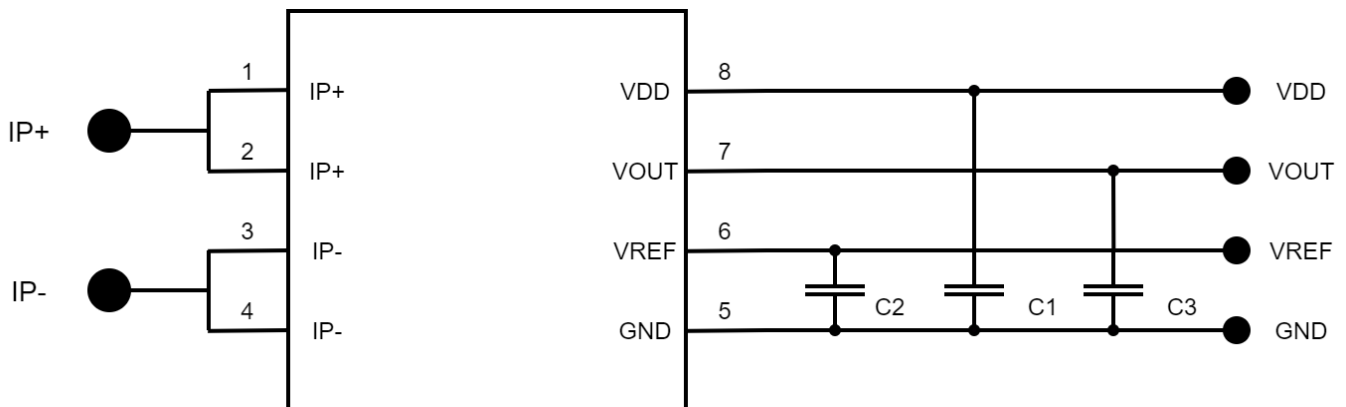 1
IP+
VDD
8
VDD
IP+
2
IP+
VOUT
7
VOUT
3
IP-
VREF
6
VREF
IP-
4
IP-
GND
5
C2
C1
C3
GND